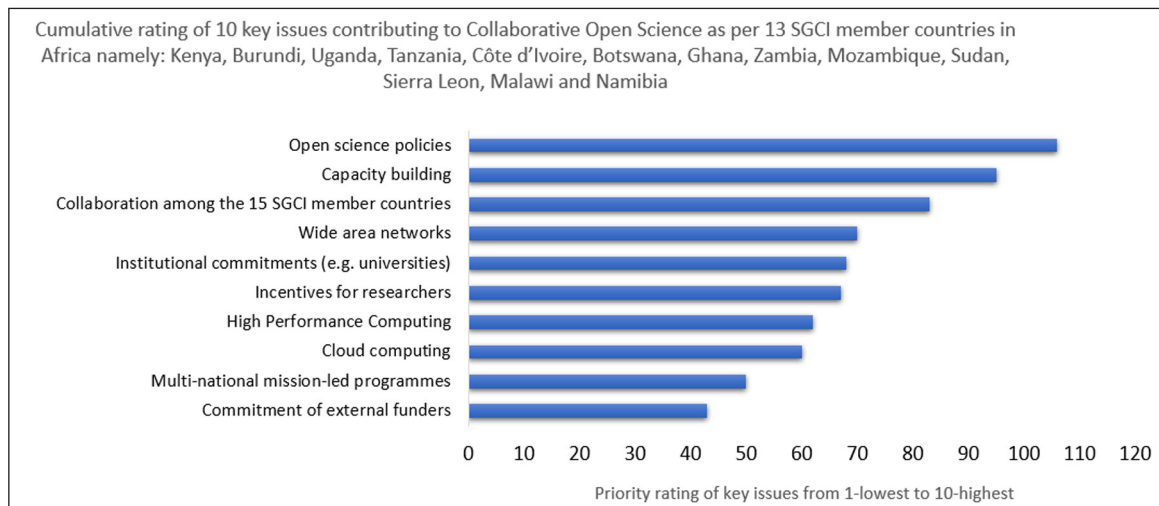 Cumulative rating of 10 key issues contributing to Collaborative Open Science as per 13 SGCI member countries in
Africa namely: Kenya, Burundi, Uganda, Tanzania, Côte d’Ivoire, Botswana, Ghana, Zambia, Mozambique, Sudan,
Sierra Leon, Malawi and Namibia
Open science policies
Capacity building
Collaboration among the 15 SGCI member countries
Wide area networks
Institutional commitments (e.g. universities)
Incentives for researchers
High Performance Computing
Cloud computing
Multi-national mission-led programmes
Commitment of external funders
0 10 20 30 40 50 60 70 80 90 100 110 120
Priority rating of key issues from 1-lowest to 10-highest